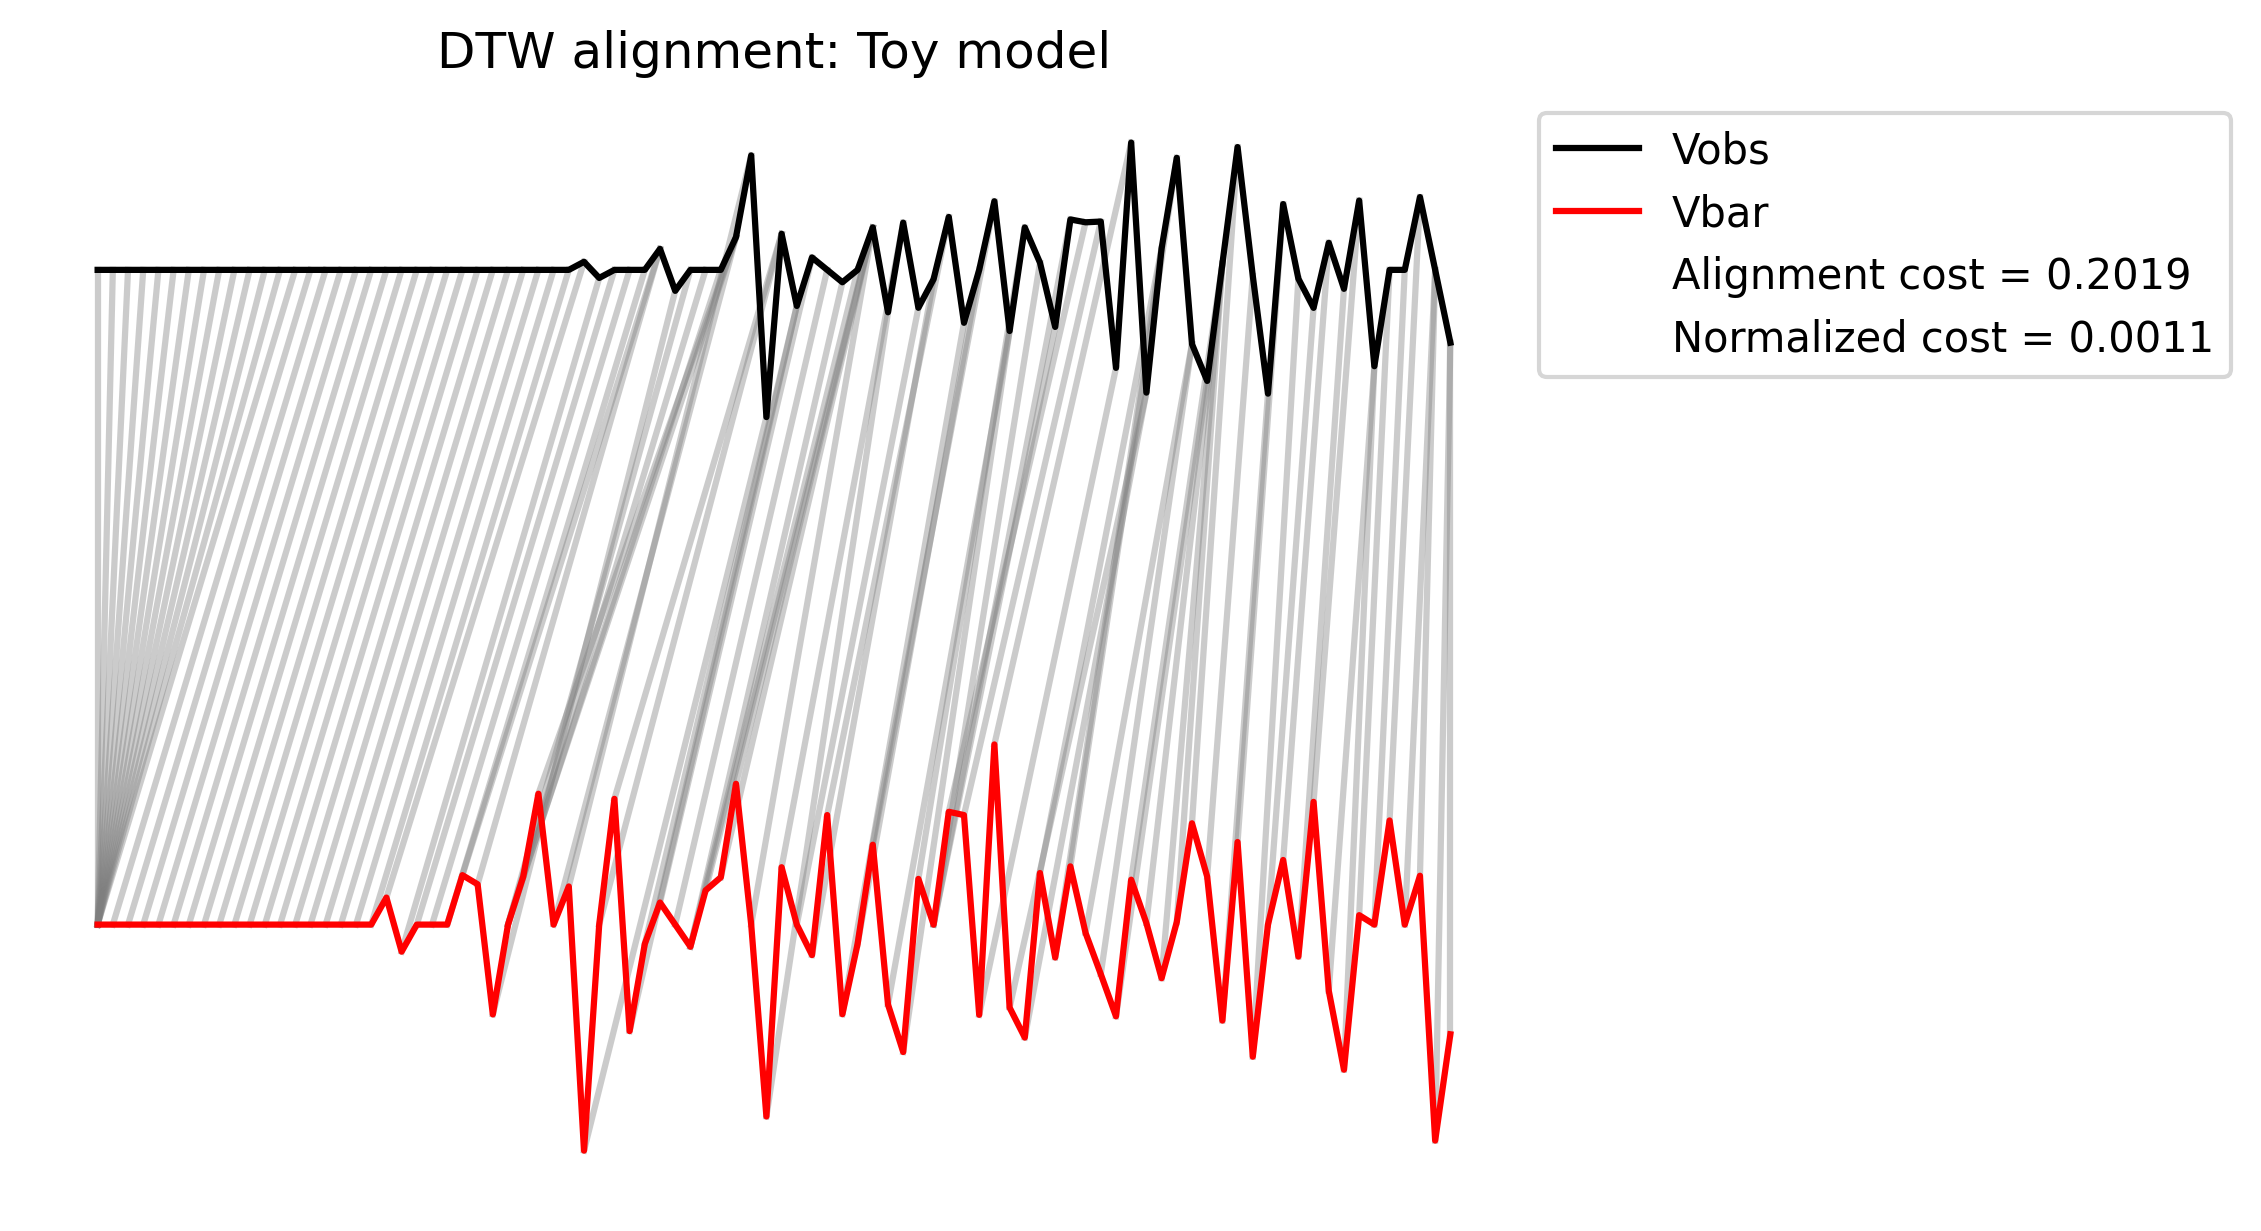 DTW alignment: Toy model
Vobs
Vbar
Alignment cost = 0.2019
Normalized cost = 0.0011